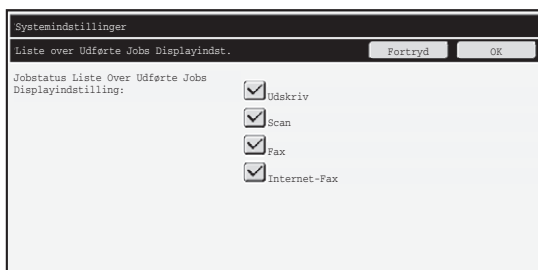 Systemindstillinger
Liste over Udførte Jobs Displayindst. Fortryd OK
Jobstatus Liste Over Udførte Jobs
Displayindstilling:
Udskriv
Scan
Fax
Internet-Fax